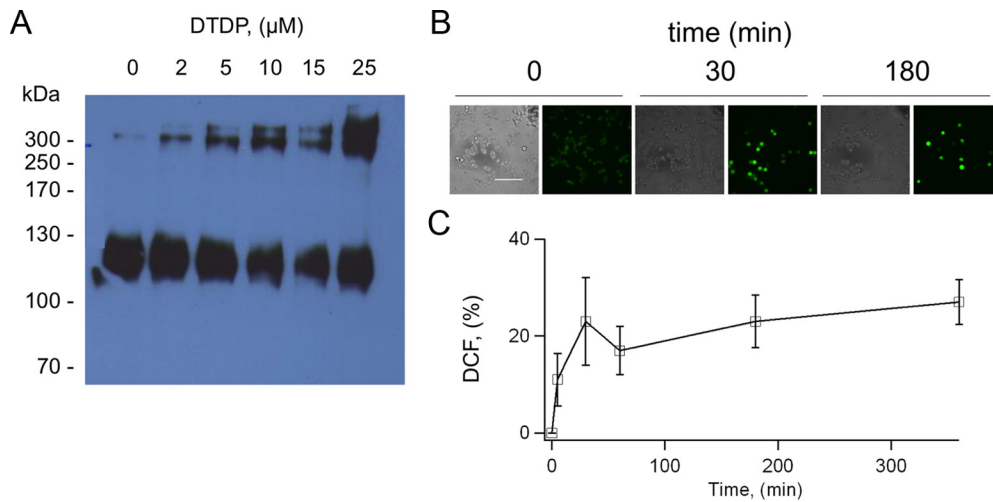 A
DTDP, (µM)
0 2 5 10 15 25
kDa
300 -
250 -
170 -
130 -
100 -
70 -
B
time (min)
0 30 180
C
40
20
0
DCF, (%)
0 100 200 300
Time, (min)